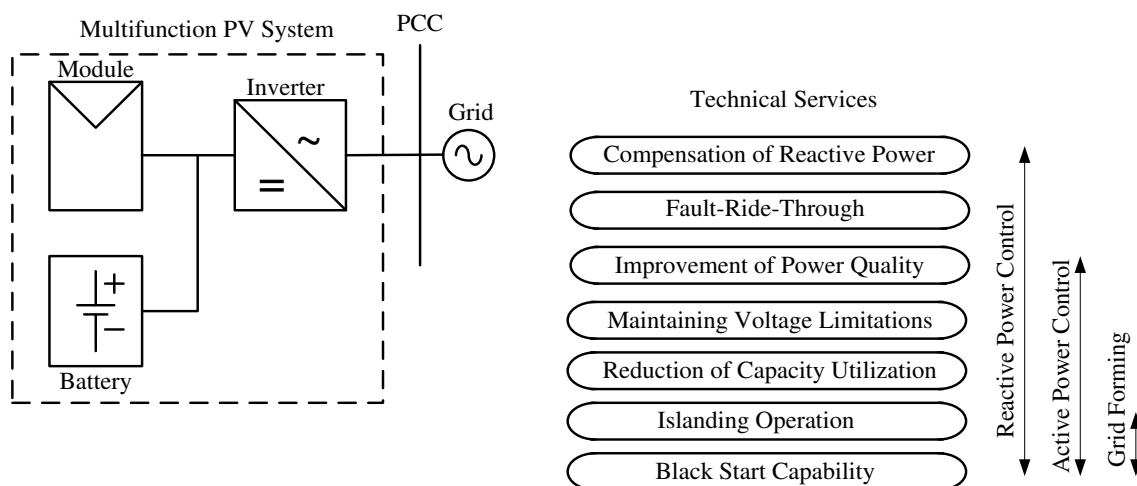 Multifunction PV System
PCC
Module
Inverter
Grid
~
=
+
−
Battery
Technical Services
Compensation of Reactive Power
Fault-Ride-Through
Improvement of Power Quality
Maintaining Voltage Limitations
Reduction of Capacity Utilization
Islanding Operation
Black Start Capability
Reactive Power Control
Active Power Control
Grid Forming